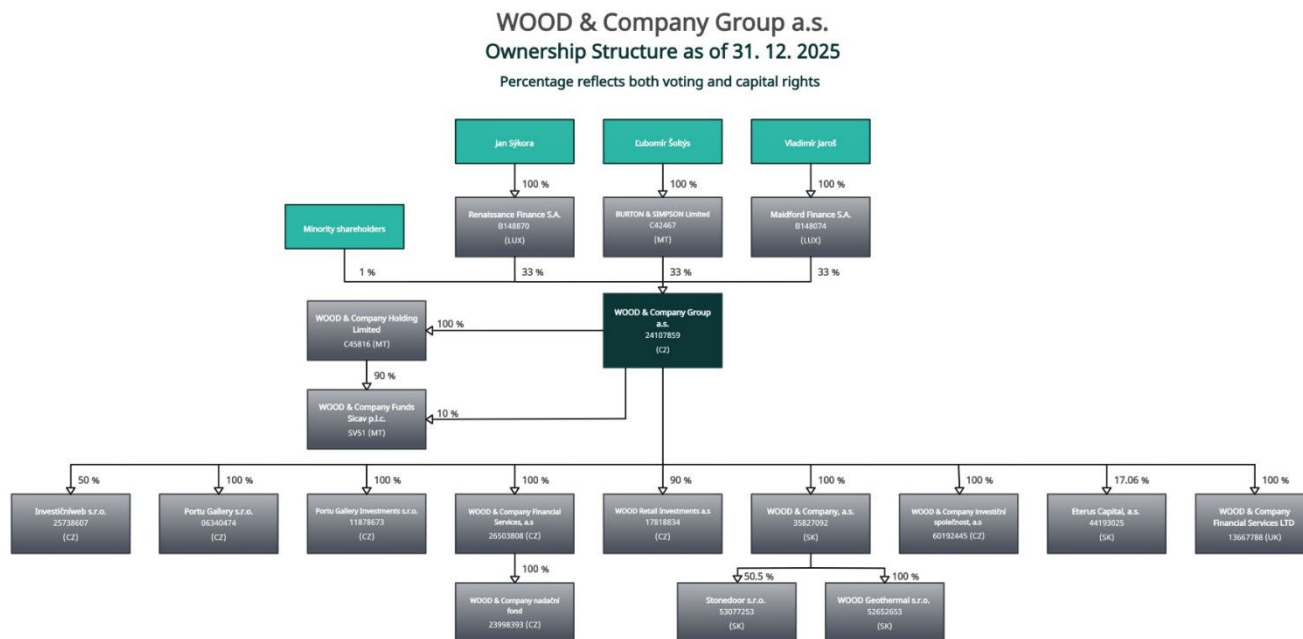 WOOD & Company Group a.s.
Ownership Structure as of 31. 12. 2025
Percentage reflects both voting and capital rights
Jan Sýkora
Ľubomír Šoltýs
Vladimír Jaroš
100 %
100 %
100 %
Minority shareholders
Renaissance Finance S.A.
B148870
(LUX)
BURTON & SIMPSON Limited
C42467
(MT)
Maidford Finance S.A.
B148074
(LUX)
1 %
33 %
33 %
33 %
WOOD & Company Holding
Limited
C45816 (MT)
100 %
WOOD & Company Group
a.s.
24107859
(CZ)
90 %
WOOD & Company Funds
Sicav p.l.c.
SV51 (MT)
10 %
50 %
100 %
100 %
100 %
90 %
100 %
100 %
17.06 %
100 %
Investičníweb s.r.o.
25738607
(CZ)
Portu Gallery s.r.o.
06340474
(CZ)
Portu Gallery Investments s.r.o.
11878673
(CZ)
WOOD & Company Financial
Services, a.s
26503808 (CZ)
WOOD Retail Investments a.s
17818834
(CZ)
WOOD & Company, a.s.
35827092
(SK)
WOOD & Company Investiční
společnost, a.s
60192445 (CZ)
Eterus Capital, a.s.
44193025
(SK)
WOOD & Company
Financial Services LTD
13667788 (UK)
100 %
50.5 %
100 %
WOOD & Company nadační
fond
23998393 (CZ)
Stonedoor s.r.o.
53077253
(SK)
WOOD Geothermal s.r.o.
52652653
(SK)